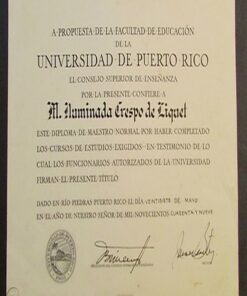 A PROPUESTA DE LA FACULTAD DE EDUCACIÓN
DE LA
UNIVERSIDAD DE PUERTO RICO
EL CONSEJO SUPERIOR DE ENSEÑANZA
POR LA PRESENTE CONFIERE A
M. Iluminada Crespo de Liquet
ESTE DIPLOMA DE MAESTRO NORMAL POR HABER COMPLETADO
LOS CURSOS DE ESTUDIOS EXIGIDOS EN TESTIMONIO DE LO
CUAL LOS FUNCIONARIOS AUTORIZADOS DE LA UNIVERSIDAD
FIRMAN EL PRESENTE TÍTULO
DADO EN RÍO PIEDRAS PUERTO RICO EL DÍA VEINTISIETE DE MAYO
EN EL AÑO DE NUESTRO SEÑOR DE MIL NOVECIENTOS CUARENTA Y NUEVE